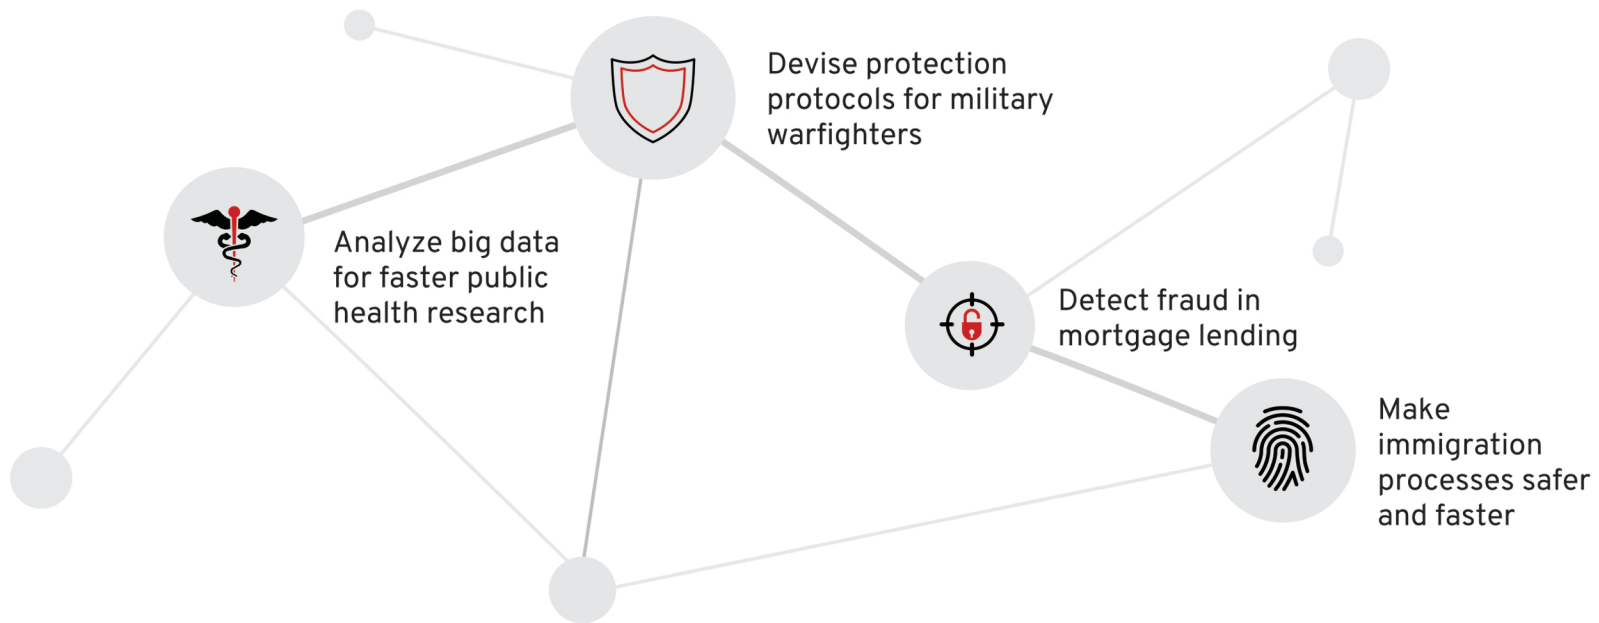 Devise protection
protocols for military
warfighters
Analyze big data
for faster public
health research
Detect fraud in
mortgage lending
Make
immigration
processes safer
and faster